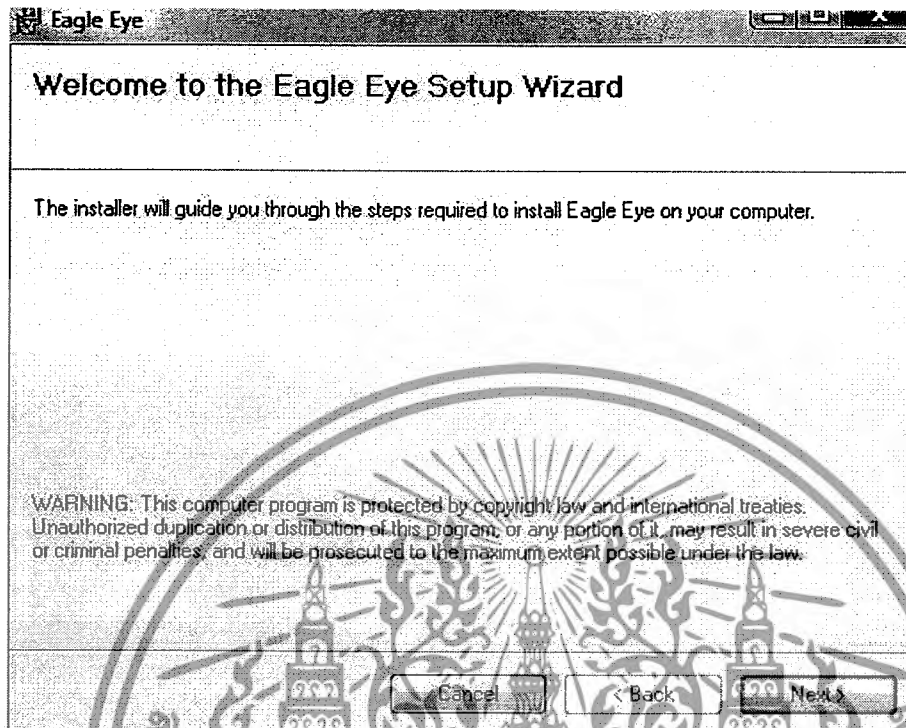 Eagle Eye
Welcome to the Eagle Eye Setup Wizard
The installer will guide you through the steps required to install Eagle Eye on your computer.
WARNING: This computer program is protected by copyright law and international treaties.
Unauthorized duplication or distribution of this program, or any portion of it, may result in severe civil
or criminal penalties, and will be prosecuted to the maximum extent possible under the law.
Cancel
< Back
Next >